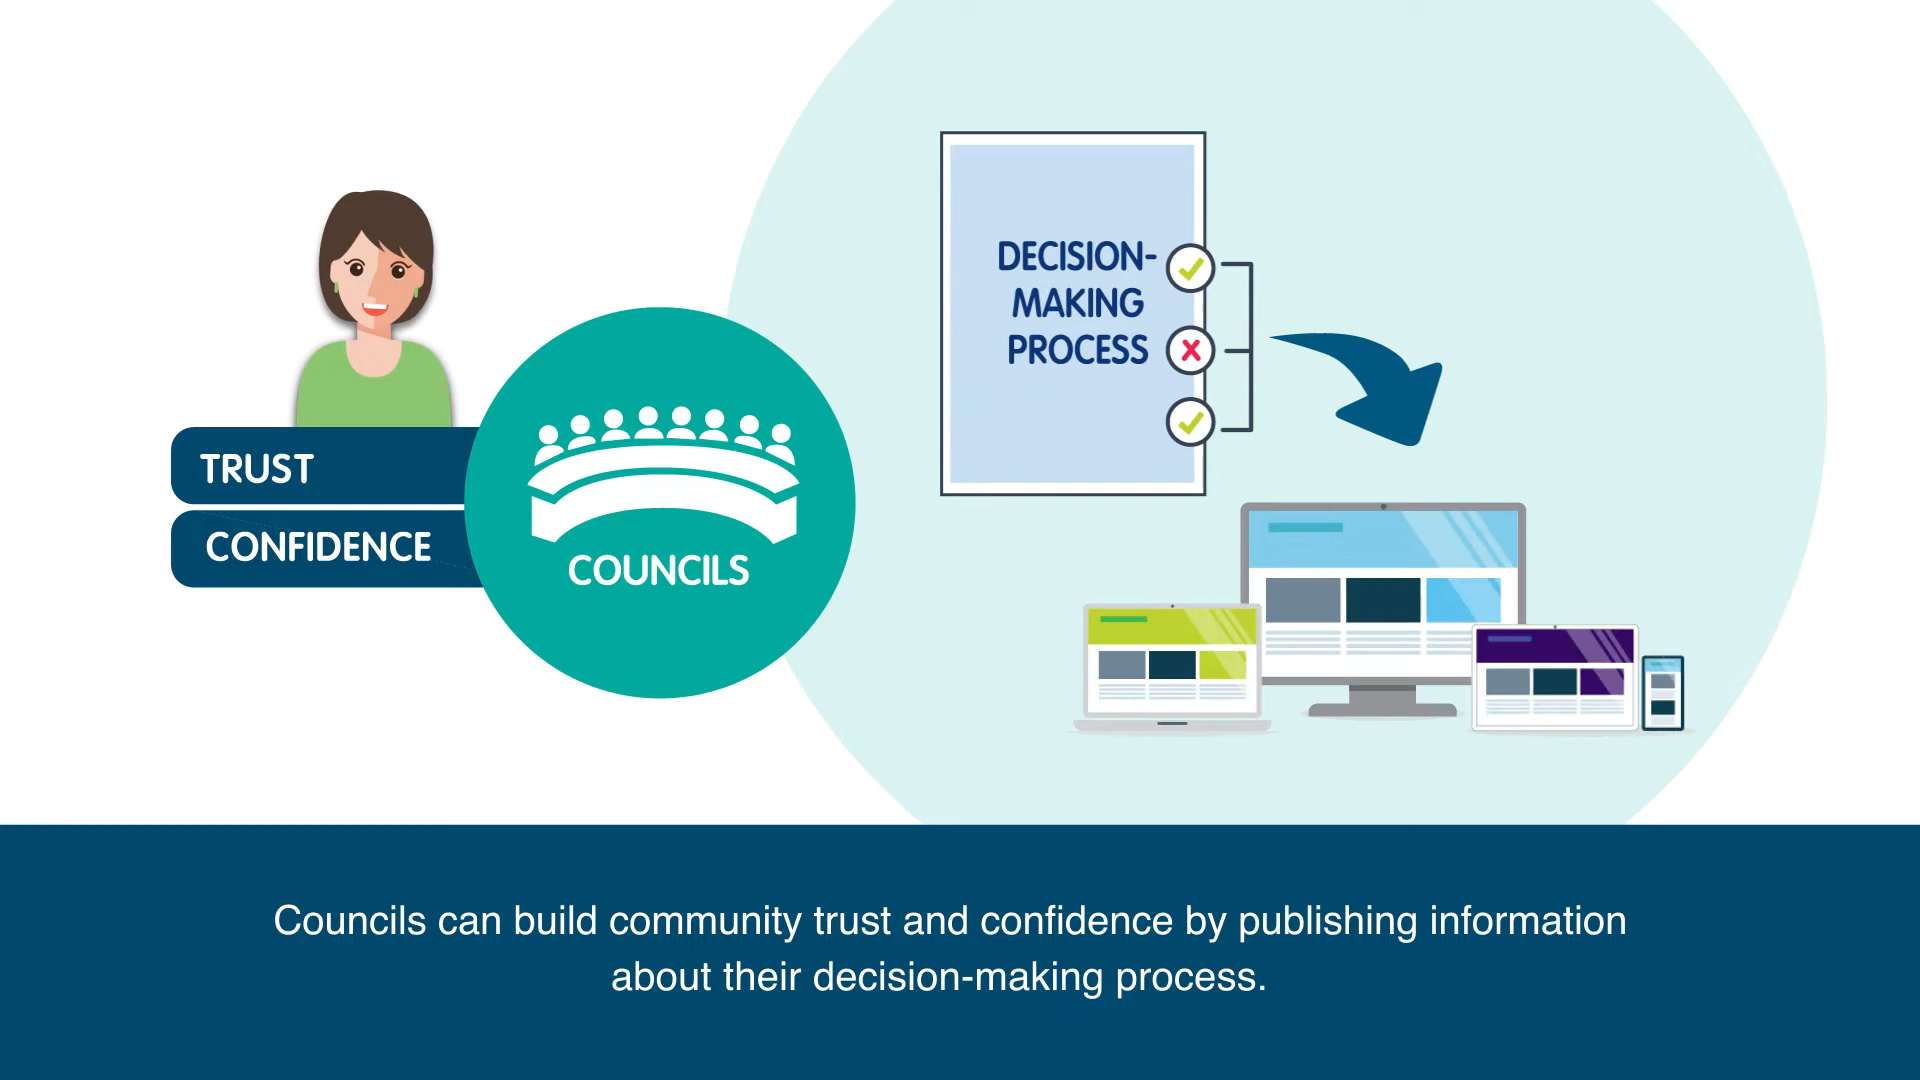 TRUST
CONFIDENCE
COUNCILS
DECISION-
MAKING
PROCESS
Councils can build community trust and confidence by publishing information
about their decision-making process.